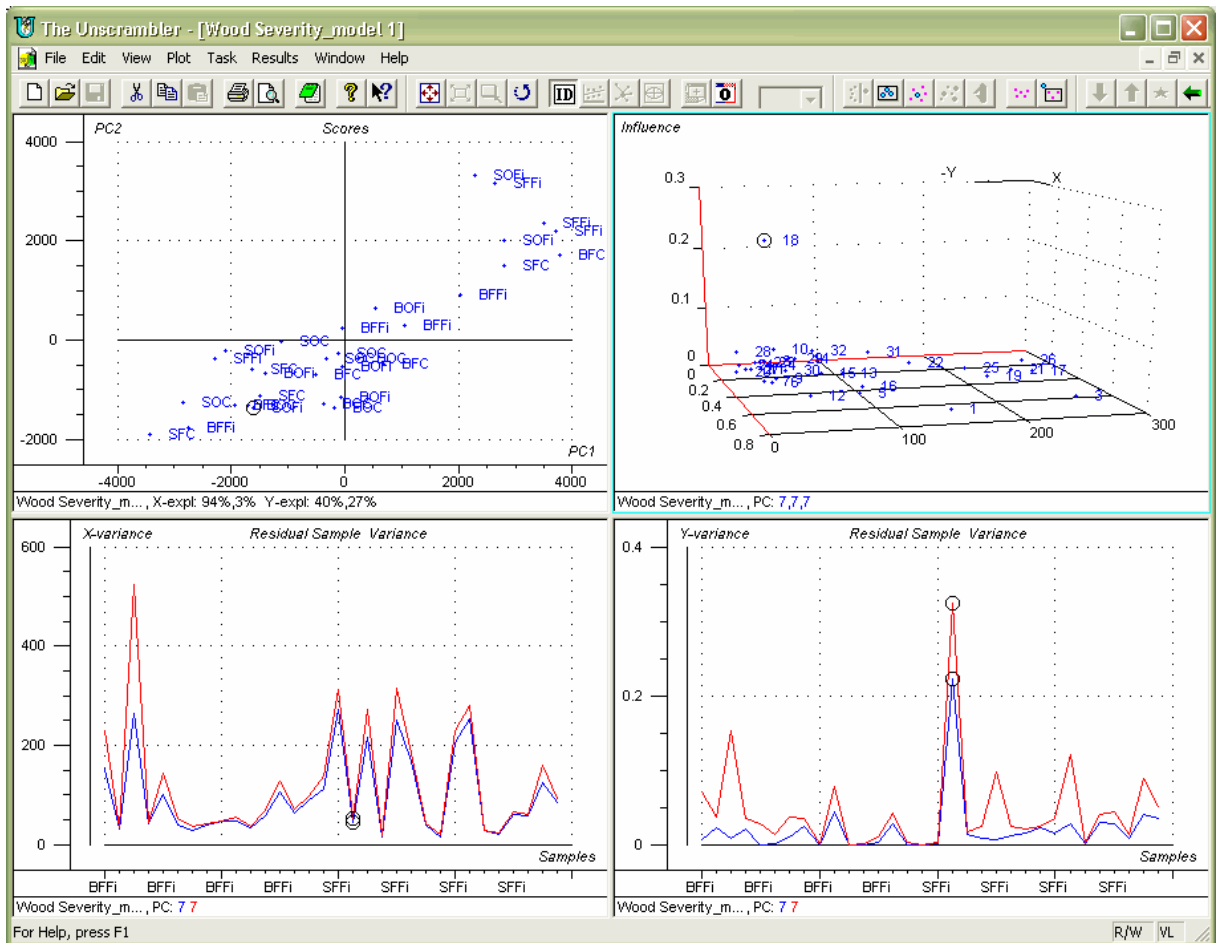 The Unscrambler - [Wood Severity_model 1]
File Edit View Plot Task Results Window Help
ID
PC2 Scores
4000
2000
0
-2000
SOFi
SFFi
SFFi
SFFi
SOFi
BFC
SFC
BFFi
BOFi
BFFi
BFFi
SOC
SOFi
SOC
SFFi
SOC
BOC
BFC
BOFi
SFC
BOFi
BFC
SFC
BOFi
SOC
BOFi
BOC
BFFi
SFC
PC1
-4000 -2000 0 2000 4000
Wood Severity_m..., X-expl: 94%,3% Y-expl: 40%,27%
Influence
-Y X
0.3
0.2
0.1
0
0
0.2
0.4
0.6
0.8
0
100
200
300
18
28 10 32 31 22 26
25 21 17
19
30 15 13
16
5
12
3
1
Wood Severity_m..., PC: 7,7,7
X-variance Residual Sample Variance
600
400
200
0
Samples
BFFi BFFi BFFi BFFi SFFi SFFi SFFi SFFi
Wood Severity_m..., PC: 7 7
Y-variance Residual Sample Variance
0.4
0.2
0
Samples
BFFi BFFi BFFi BFFi SFFi SFFi SFFi SFFi
Wood Severity_m..., PC: 7 7
For Help, press F1
R/W VL